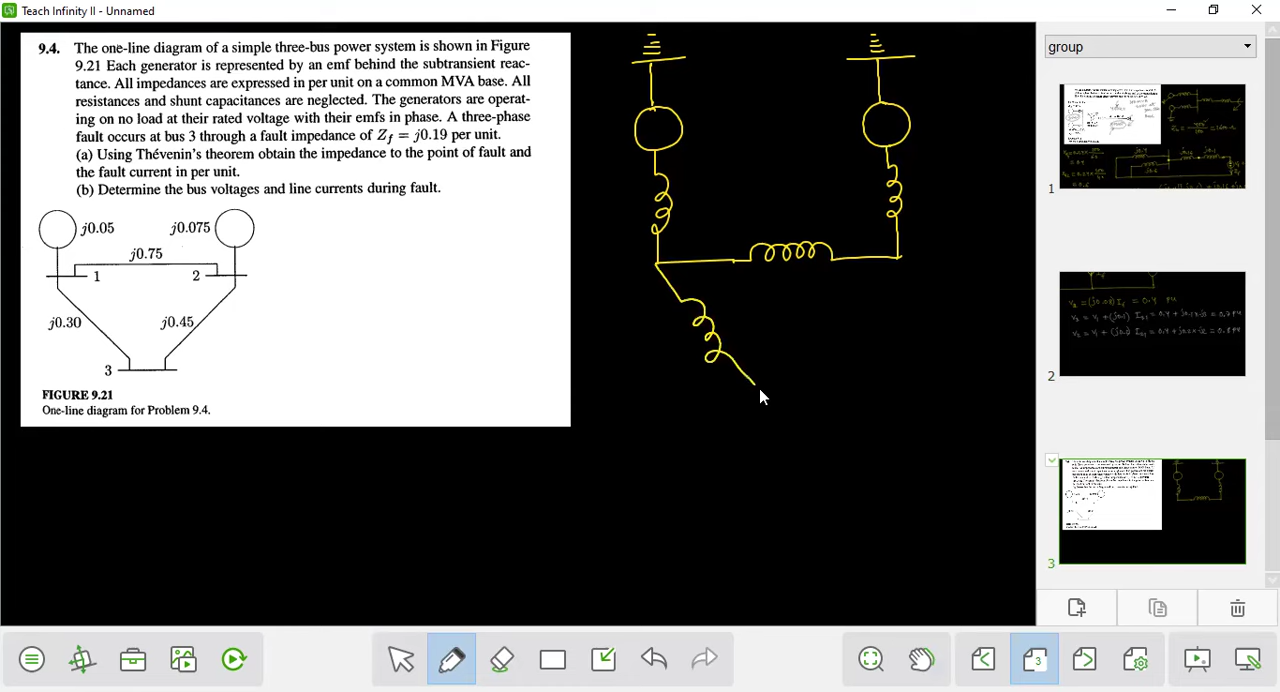 Teach Infinity II - Unnamed
9.4. The one-line diagram of a simple three-bus power system is shown in Figure
9.21 Each generator is represented by an emf behind the subtransient reac-
tance. All impedances are expressed in per unit on a common MVA base. All
resistances and shunt capacitances are neglected. The generators are operat-
ing on no load at their rated voltage with their emfs in phase. A three-phase
fault occurs at bus 3 through a fault impedance of Zf = j0.19 per unit.
(a) Using Thévenin's theorem obtain the impedance to the point of fault and
the fault current in per unit.
(b) Determine the bus voltages and line currents during fault.
j0.05
j0.075
j0.75
1
2
j0.30
j0.45
3
FIGURE 9.21
One-line diagram for Problem 9.4.
group
1
2
3
3